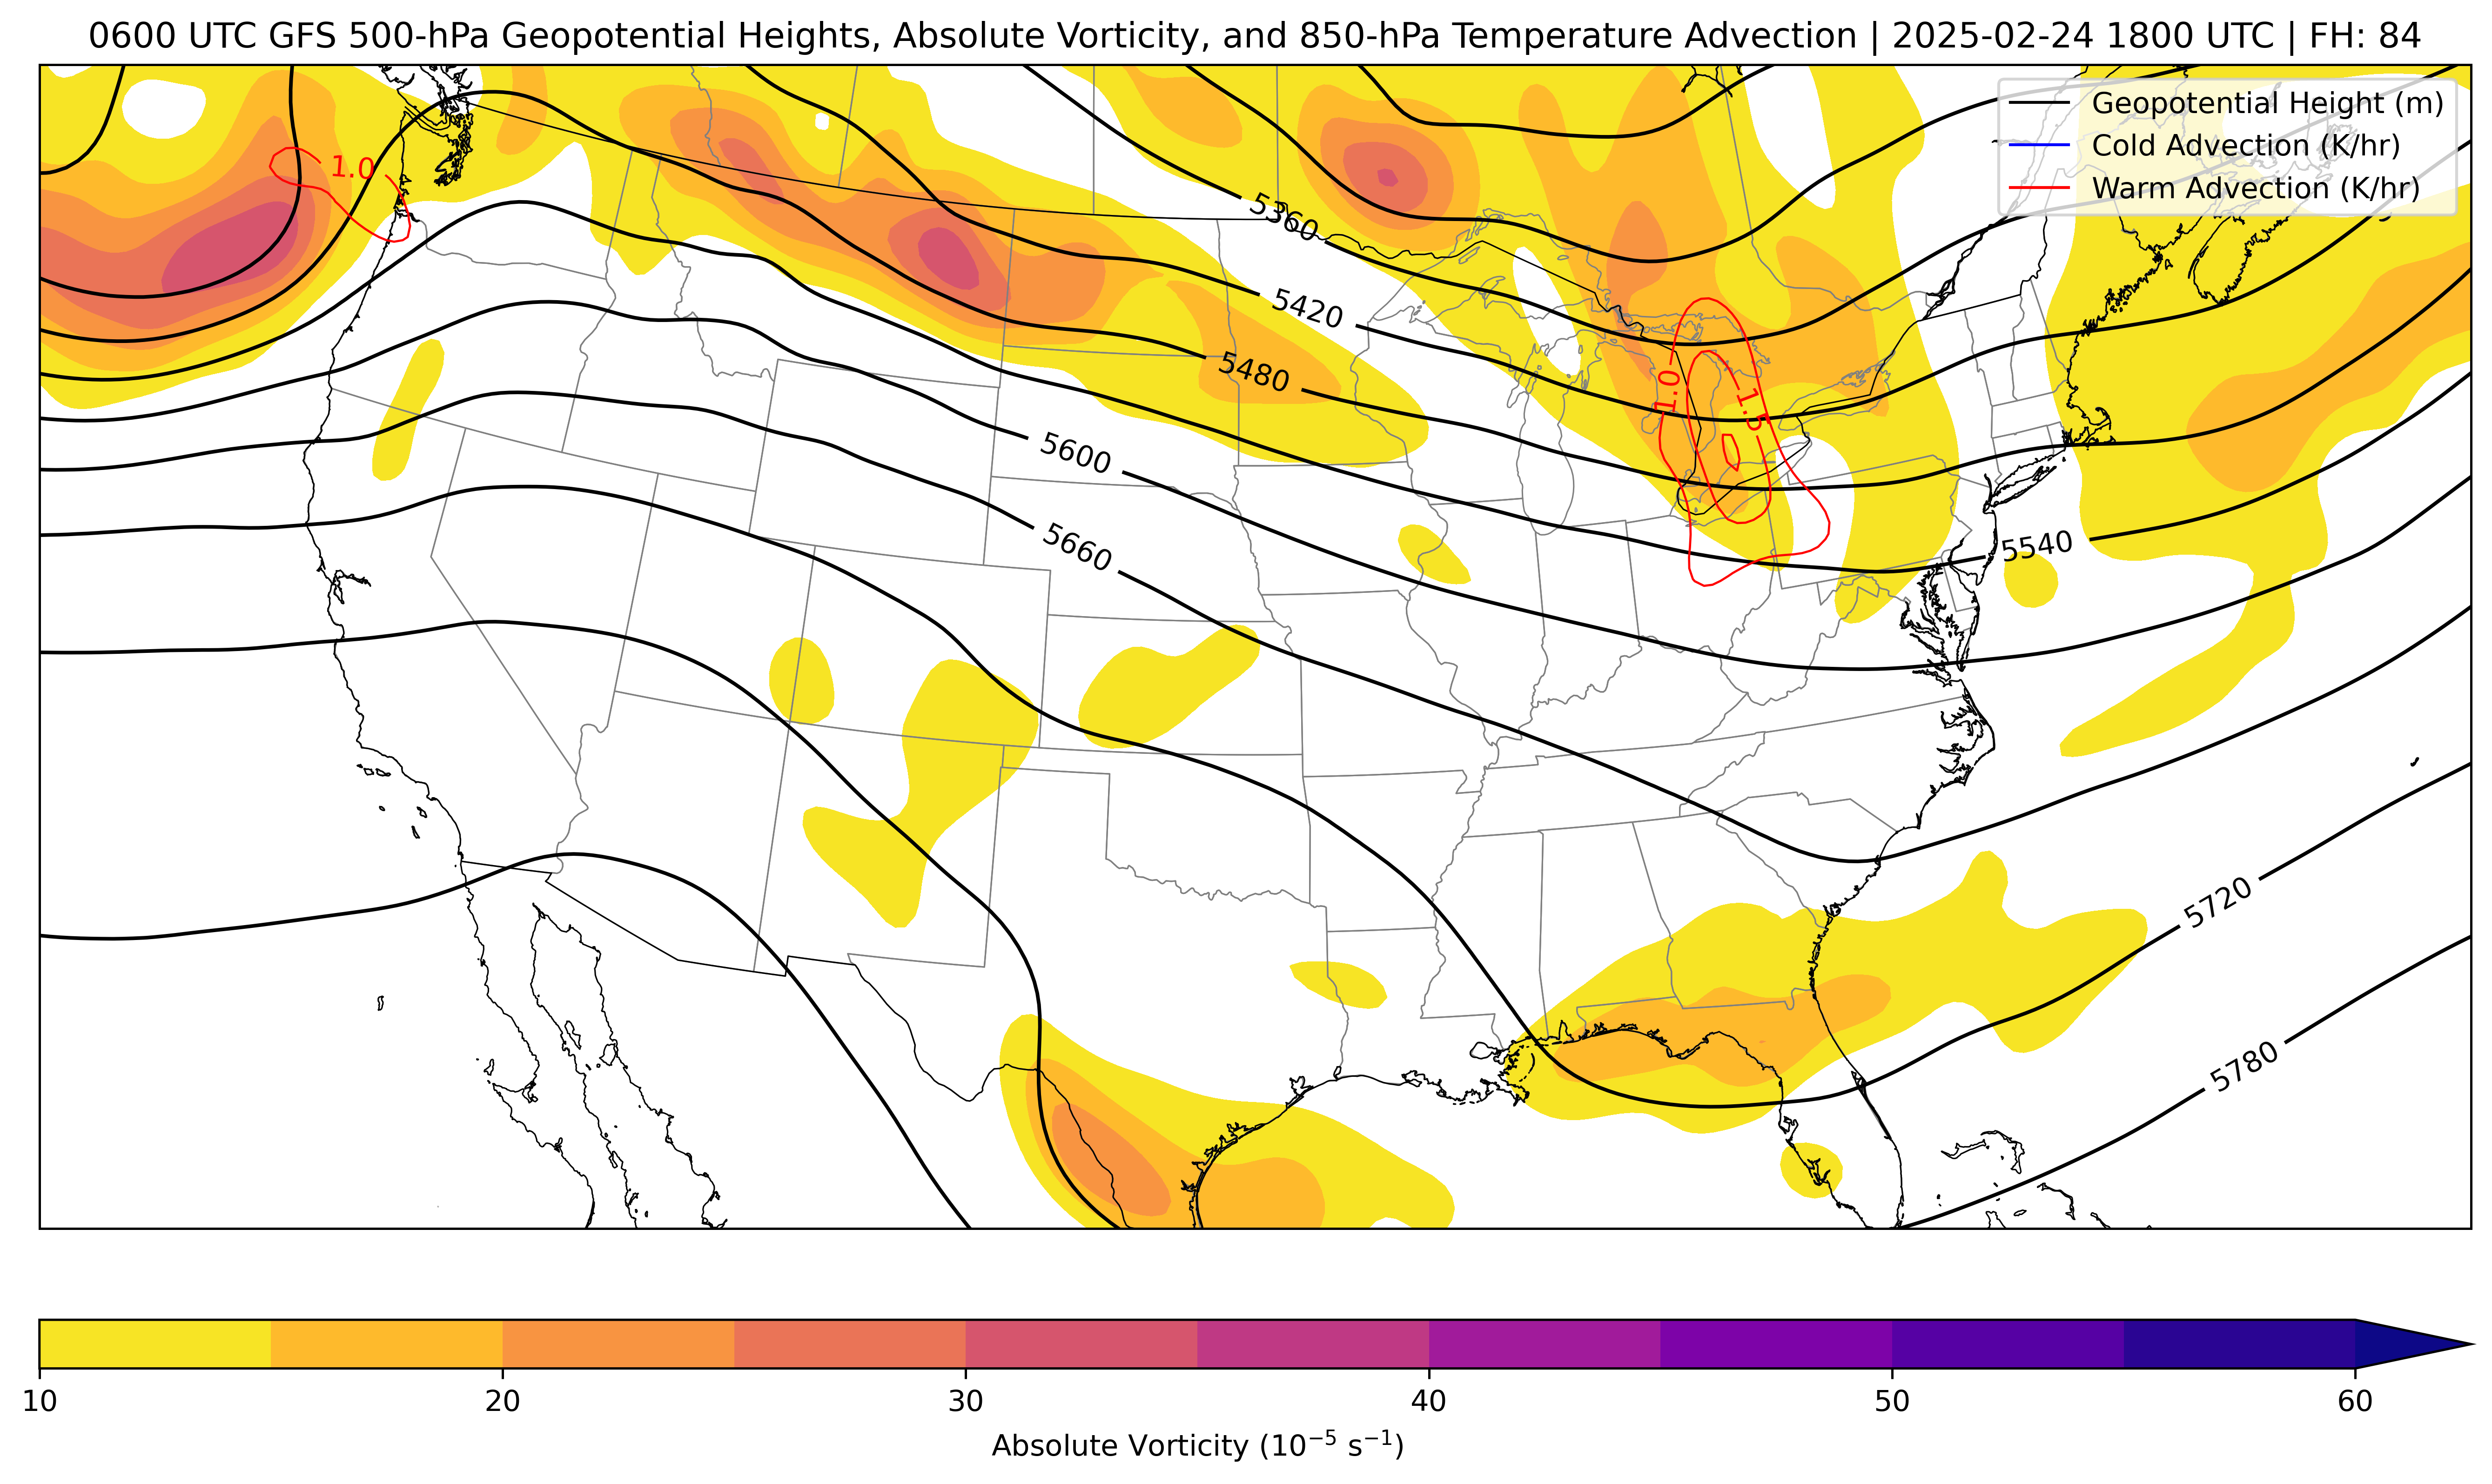 0600 UTC GFS 500-hPa Geopotential Heights, Absolute Vorticity, and 850-hPa Temperature Advection | 2025-02-24 1800 UTC | FH: 84
Geopotential Height (m)
Cold Advection (K/hr)
Warm Advection (K/hr)
1.0
5360
5420
5480
1.0
1.5
5600
5660
5540
5720
5780
10 20 30 40 50 60
Absolute Vorticity (10⁻⁵ s⁻¹)